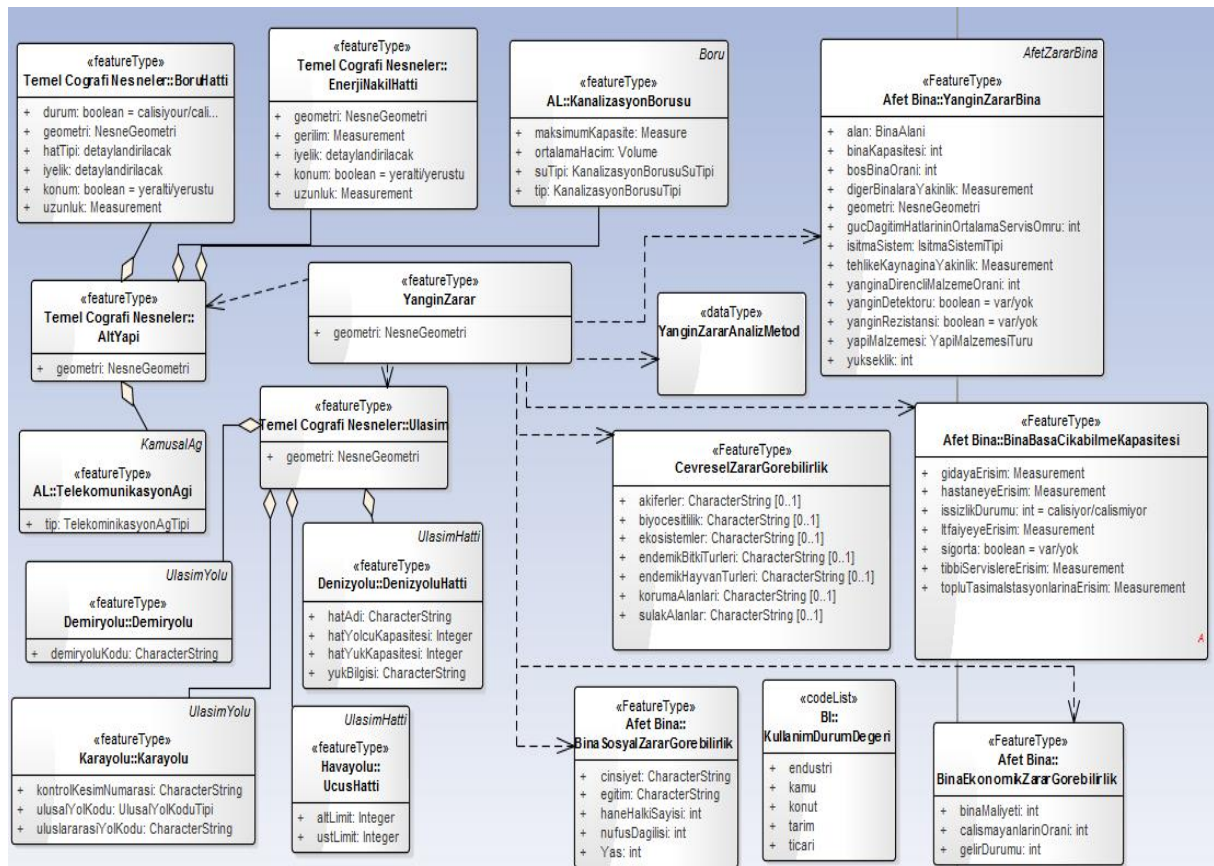 «featureType»
Temel Cografi Nesneler::BoruHatti
+ durum: boolean = calisiyour/cali...
+ geometri: NesneGeometri
+ hatTipi: detaylandirilacak
+ iyelik: detaylandirilacak
+ konum: boolean = yeralti/yerustu
+ uzunluk: Measurement
«featureType»
Temel Cografi Nesneler::
EnerjiNakilHatti
+ geometri: NesneGeometri
+ gerilim: Measurement
+ iyelik: detaylandirilacak
+ konum: boolean = yeralti/yerustu
+ uzunluk: Measurement
Boru
«featureType»
AL::KanalizasyonBorusu
+ maksimumKapasite: Measure
+ ortalamaHacim: Volume
+ suTipi: KanalizasyonBorusuSuTipi
+ tip: KanalizasyonBorusuTipi
AfetZararBina
«FeatureType»
Afet Bina::YanginZararBina
+ alan: BinaAlani
+ binaKapasitesi: int
+ bosBinaOrani: int
+ digerBinalaraYakinlik: Measurement
+ geometri: NesneGeometri
+ gucDagitimHatlarininOrtalamaServisOmru: int
+ isitmaSistem: IsitmaSistemiTipi
+ tehlikeKaynaginaYakinlik: Measurement
+ yanginaDirencliMalzemeOrani: int
+ yanginDetektoru: boolean = var/yok
+ yanginRezistansi: boolean = var/yok
+ yapiMalzemesi: YapiMalzemesiTuru
+ yukseklik: int
«featureType»
Temel Cografi Nesneler::
AltYapi
+ geometri: NesneGeometri
«featureType»
YanginZarar
+ geometri: NesneGeometri
«dataType»
YanginZararAnalizMetod
«featureType»
Temel Cografi Nesneler::Ulasim
+ geometri: NesneGeometri
KamusalAg
«featureType»
AL::TelekomunikasyonAgi
+ tip: TelekominikasyonAgTipi
«FeatureType»
CevreselZararGorebilirlik
+ akiferler: CharacterString [0..1]
+ biyocesitlilik: CharacterString [0..1]
+ ekosistemler: CharacterString [0..1]
+ endemikBitkiTurleri: CharacterString [0..1]
+ endemikHayvanTurleri: CharacterString [0..1]
+ korumaAlanlari: CharacterString [0..1]
+ sulakAlanlar: CharacterString [0..1]
«FeatureType»
Afet Bina::BinaBasaCikabilmeKapasitesi
+ gidayaErisim: Measurement
+ hastaneyeErisim: Measurement
+ issizlikDurumu: int = calisiyor/calismiyor
+ ItfaiyeyeErisim: Measurement
+ sigorta: boolean = var/yok
+ tibbiServislereErisim: Measurement
+ topluTasimaIstasyonlarinaErisim: Measurement
A
UlasimHatti
«featureType»
Denizyolu::DenizyoluHatti
+ hatAdi: CharacterString
+ hatYolcuKapasitesi: Integer
+ hatYukKapasitesi: Integer
+ yukBilgisi: CharacterString
UlasimYolu
«featureType»
Demiryolu::Demiryolu
+ demiryoluKodu: CharacterString
UlasimYolu
«featureType»
Karayolu::Karayolu
+ kontrolKesimNumarasi: CharacterString
+ ulusalYolKodu: UlusalYolKoduTipi
+ uluslararasiYolKodu: CharacterString
UlasimHatti
«featureType»
Havayolu::
UcusHatti
+ altLimit: Integer
+ ustLimit: Integer
«FeatureType»
Afet Bina::
BinaSosyalZararGorebilirlik
+ cinsiyet: CharacterString
+ egitim: CharacterString
+ haneHalkiSayisi: int
+ nufusDagilisi: int
+ Yas: int
«codeList»
BI::
KullanimDurumDegeri
+ endustri
+ kamu
+ konut
+ tarim
+ ticari
«FeatureType»
Afet Bina::
BinaEkonomikZararGorebilirlik
+ binaMaliyeti: int
+ calismayanlarinOrani: int
+ gelirDurumu: int